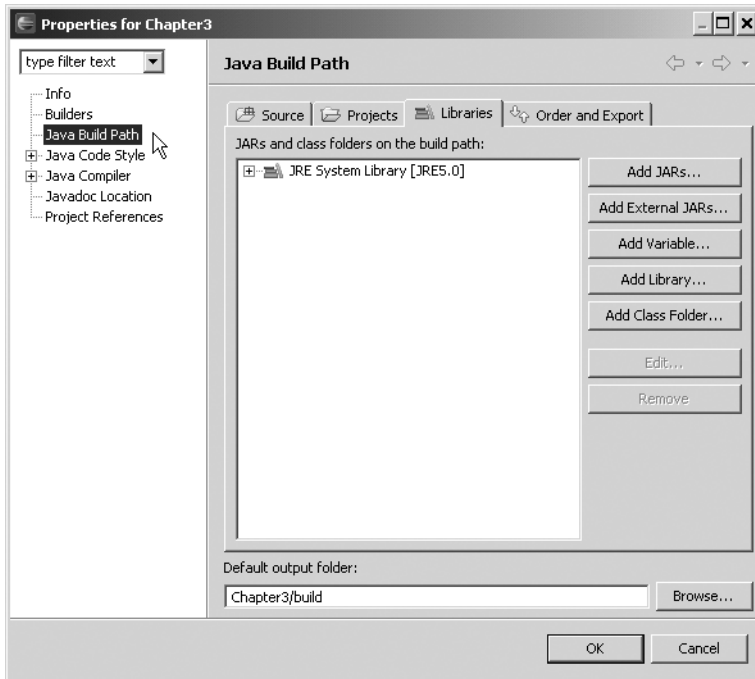 Properties for Chapter3
type filter text
Info
Builders
Java Build Path
Java Code Style
Java Compiler
Javadoc Location
Project References
Java Build Path
Source
Projects
Libraries
Order and Export
JARs and class folders on the build path:
JRE System Library [JRE5.0]
Add JARs...
Add External JARs...
Add Variable...
Add Library...
Add Class Folder...
Edit...
Remove
Default output folder:
Chapter3/build
Browse...
OK
Cancel